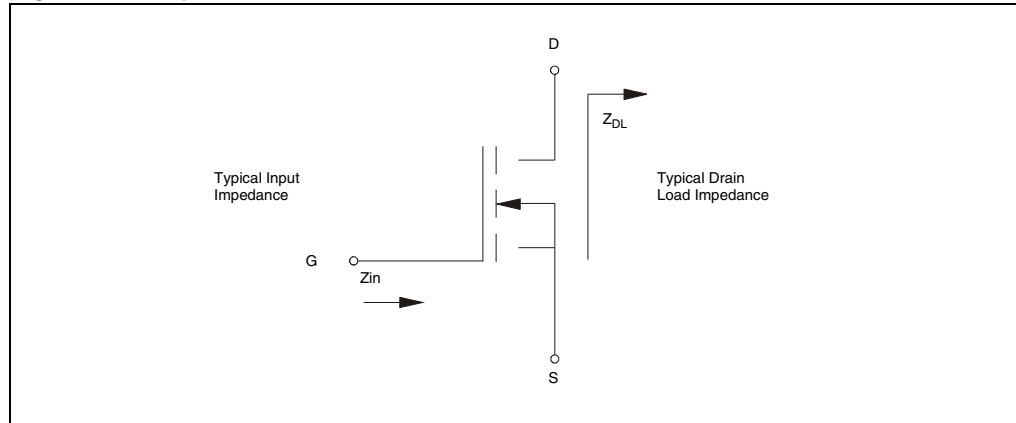 D
Z_DL
Typical Input
Impedance
Typical Drain
Load Impedance
G
Zin
S